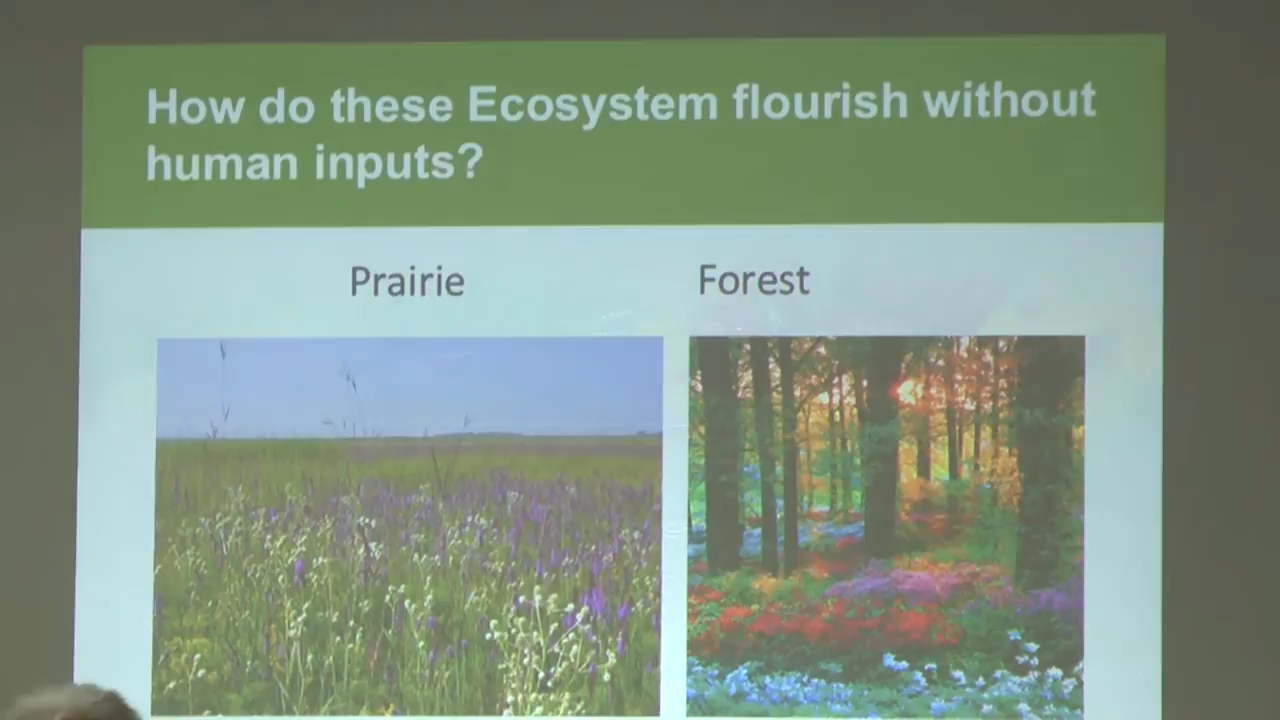 How do these Ecosystem flourish without
human inputs?
Prairie
Forest